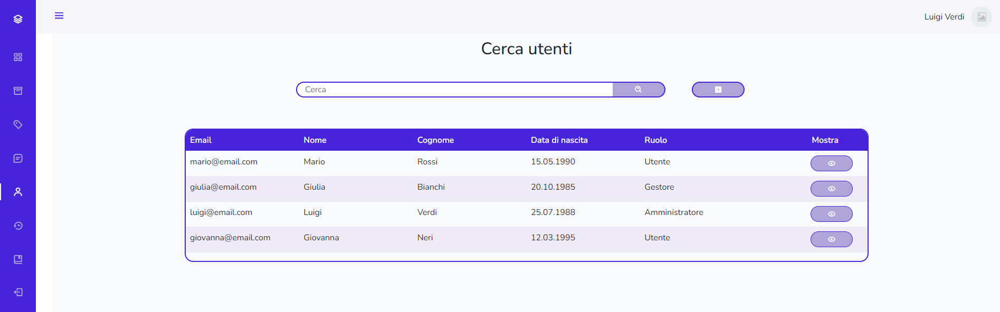 Luigi Verdi
Cerca utenti
Cerca
Email Nome Cognome Data di nascita Ruolo Mostra
mario@email.com Mario Rossi 15.05.1990 Utente
giulia@email.com Giulia Bianchi 20.10.1985 Gestore
luigi@email.com Luigi Verdi 25.07.1988 Amministratore
giovanna@email.com Giovanna Neri 12.03.1995 Utente